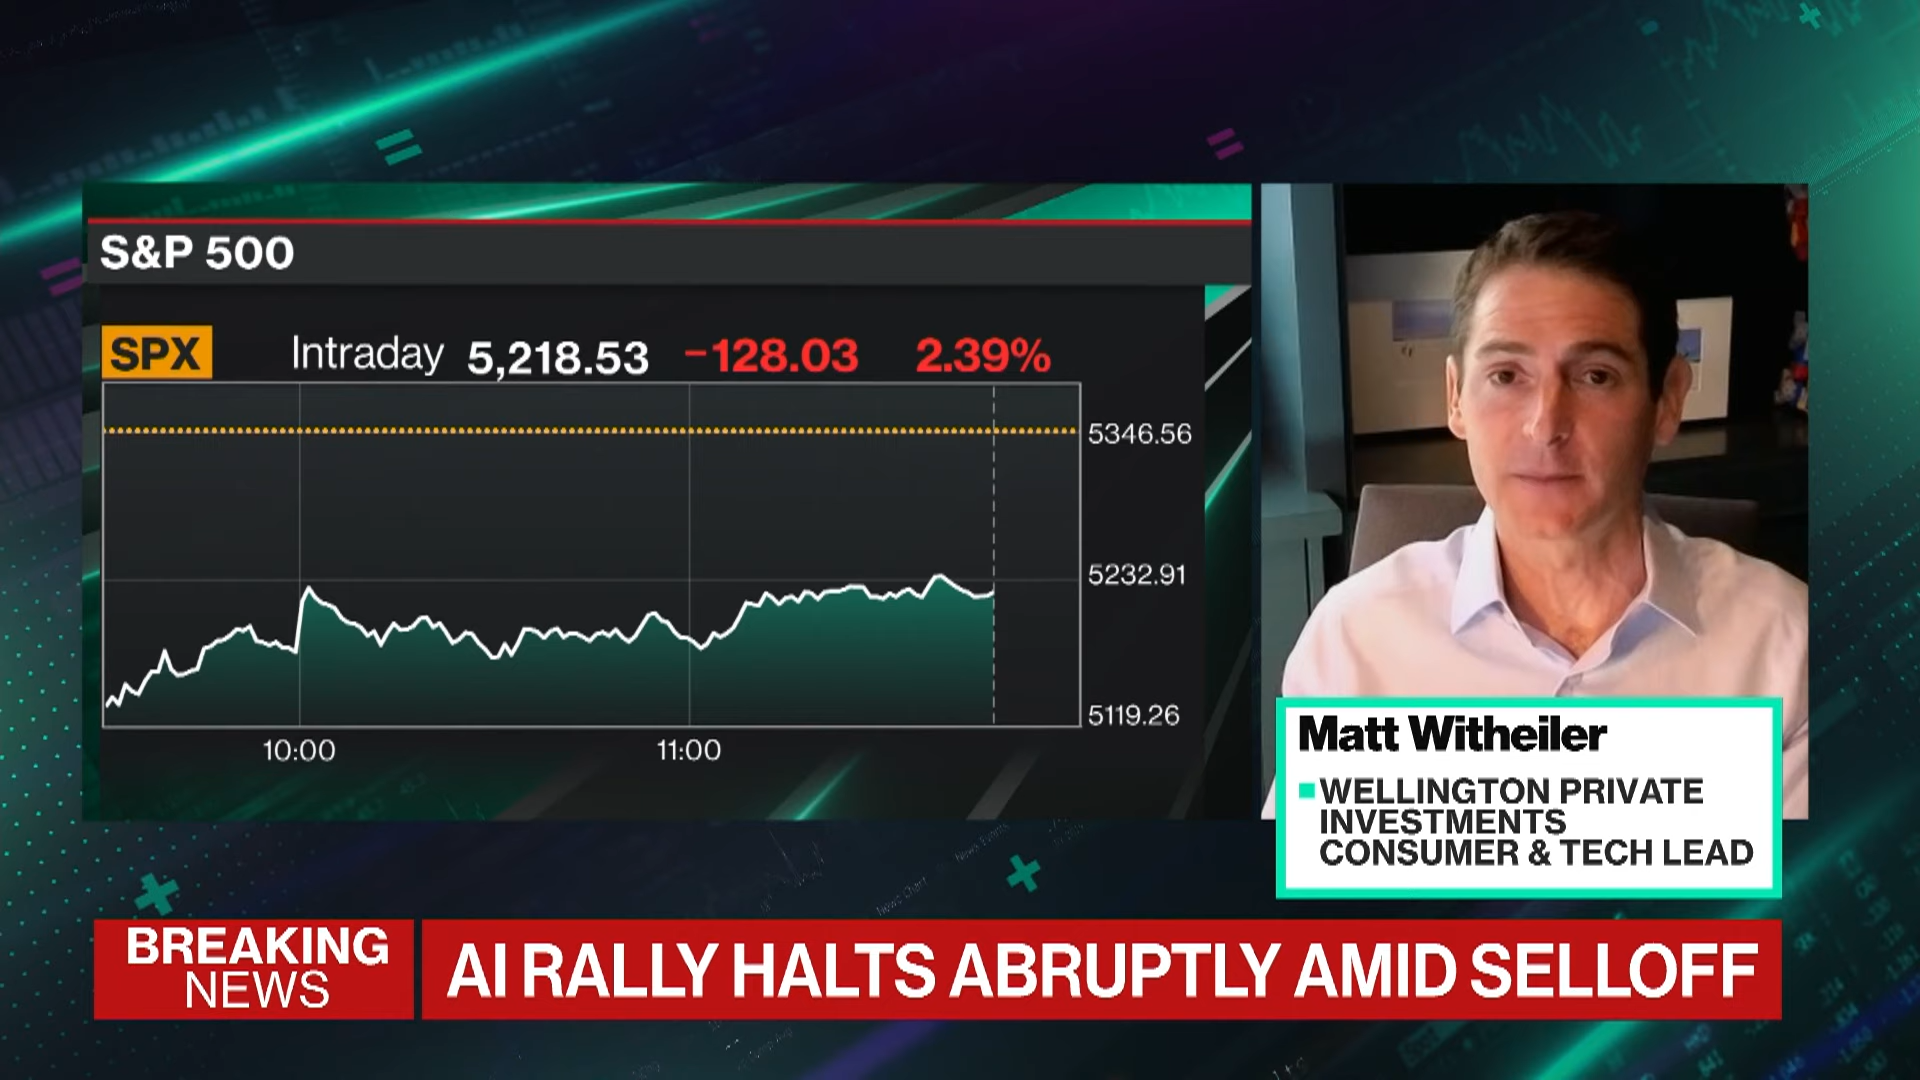 S&P 500
SPX Intraday 5,218.53 −128.03 2.39%
5346.56
5232.91
5119.26
10:00 11:00
Matt Witheiler
WELLINGTON PRIVATE
INVESTMENTS
CONSUMER & TECH LEAD
BREAKING
NEWS
AI RALLY HALTS ABRUPTLY AMID SELLOFF